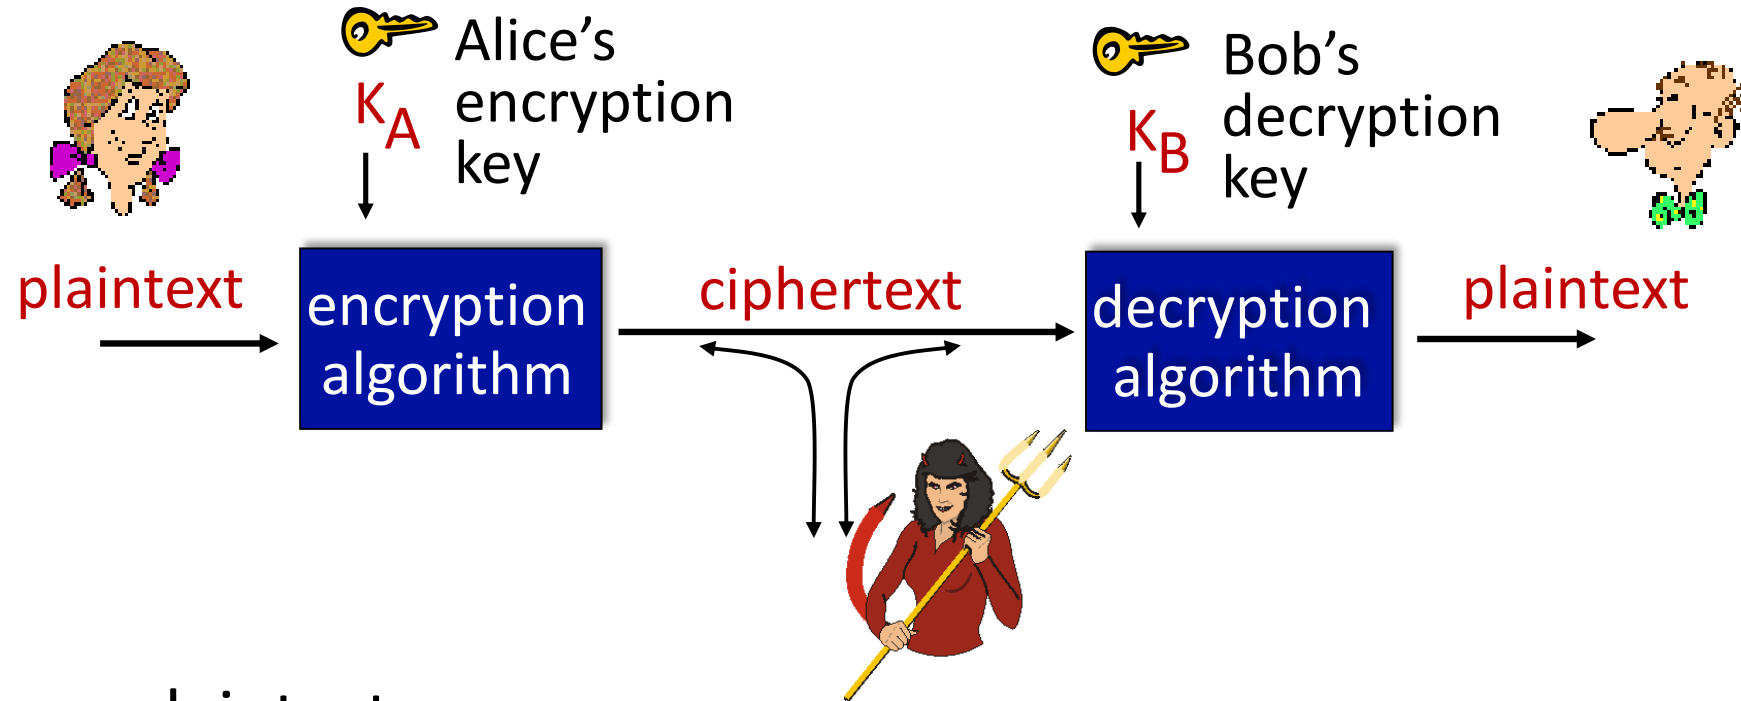 Alice’s
encryption
key
K
A
Bob’s
decryption
key
K
B
plaintext
encryption
algorithm
ciphertext
decryption
algorithm
plaintext